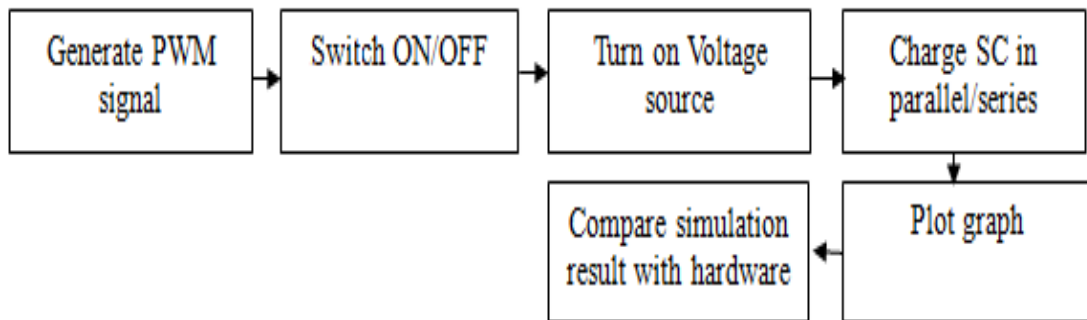 Generate PWM
signal
Switch ON/OFF
Turn on Voltage
source
Charge SC in
parallel/series
Plot graph
Compare simulation
result with hardware